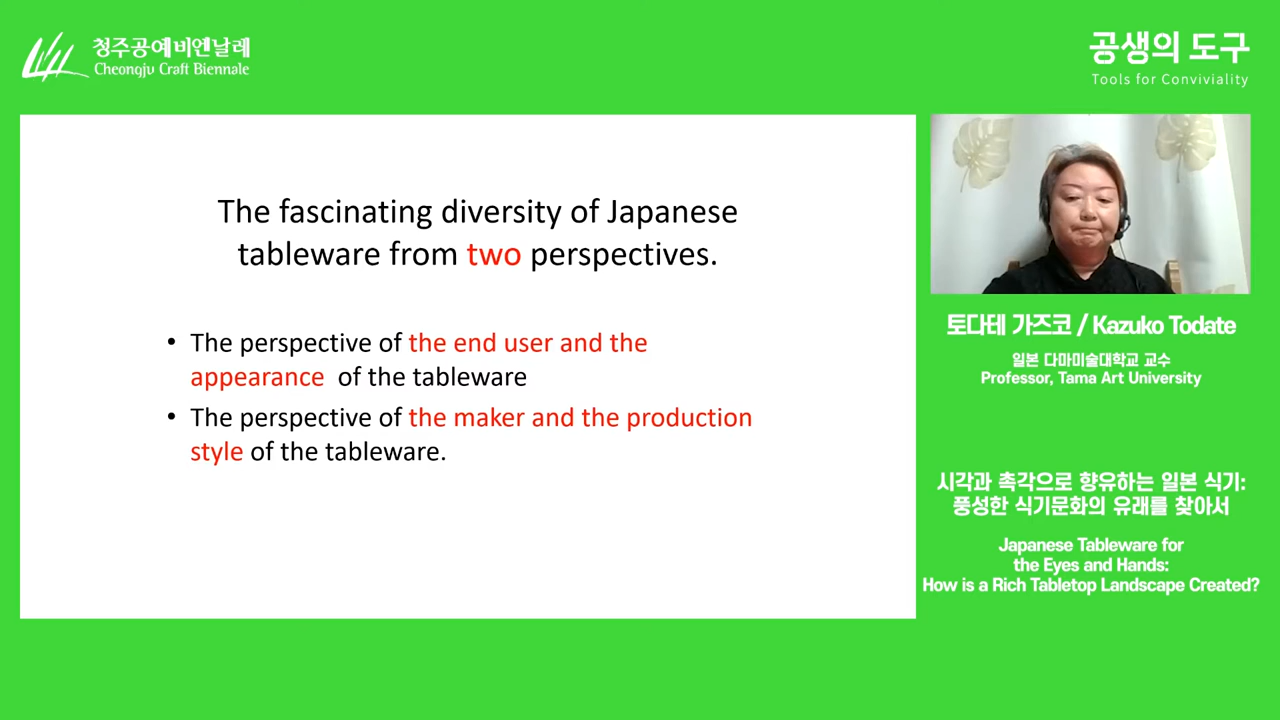 청주공예비엔날레
Cheongju Craft Biennale
공생의 도구
Tools for Conviviality
The fascinating diversity of Japanese
tableware from two perspectives.
• The perspective of the end user and the
appearance of the tableware
• The perspective of the maker and the production
style of the tableware.
토다테 가즈코 / Kazuko Todate
일본 다마미술대학교 교수
Professor, Tama Art University
시각과 촉각으로 향유하는 일본 식기:
풍성한 식기문화의 유래를 찾아서
Japanese Tableware for
the Eyes and Hands:
How is a Rich Tabletop Landscape Created?